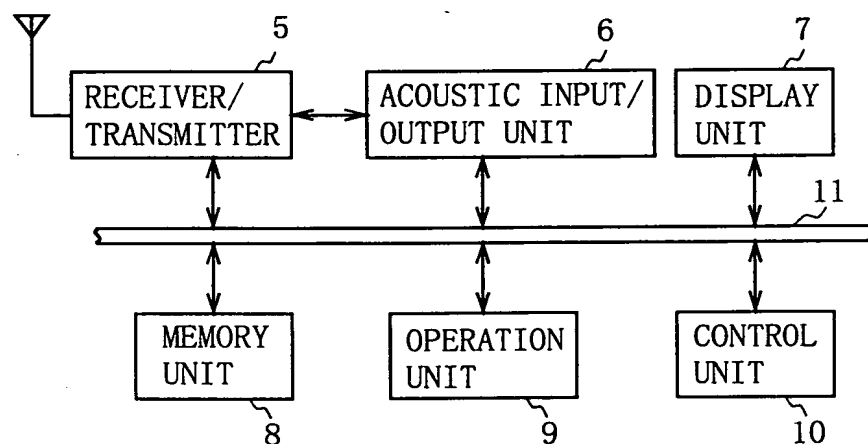 5
6
7
RECEIVER/
TRANSMITTER
ACOUSTIC INPUT/
OUTPUT UNIT
DISPLAY
UNIT
11
MEMORY
UNIT
OPERATION
UNIT
CONTROL
UNIT
8
9
10